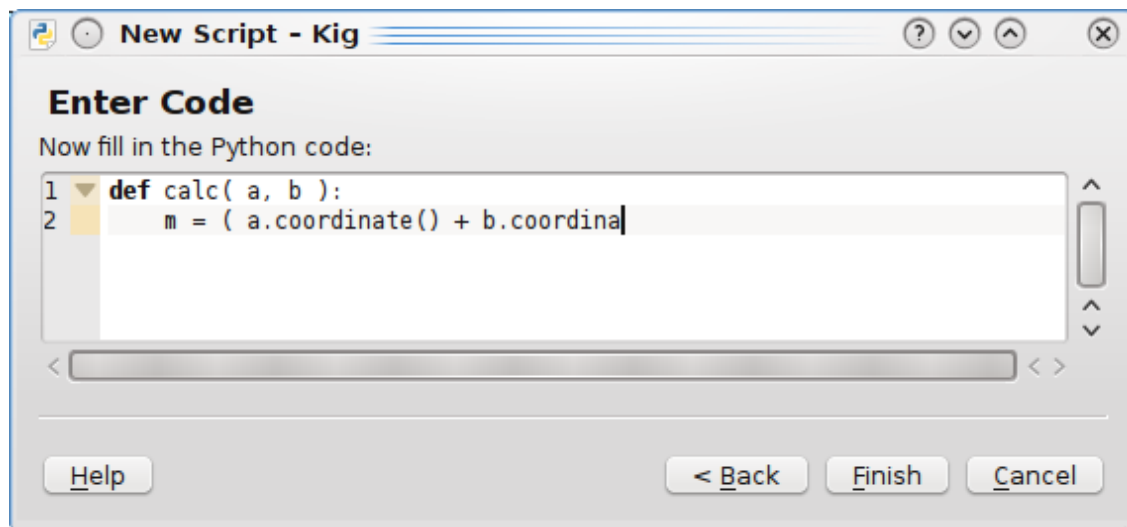 New Script – Kig
Enter Code
Now fill in the Python code:
1 def calc( a, b ):
2 m = ( a.coordinate() + b.coordina
Help < Back Finish Cancel